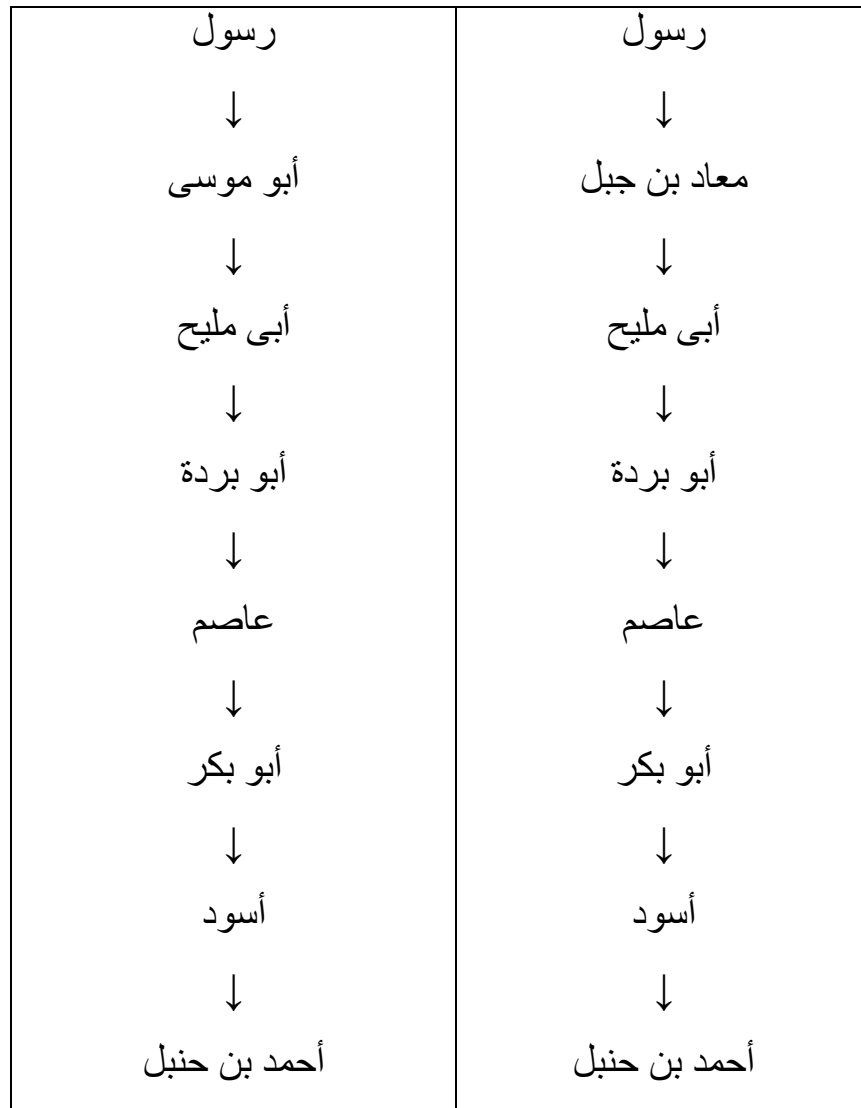 رسول رسول
↓ ↓
معاد بن جبل أبو موسى
↓ ↓
أبى مليح أبى مليح
↓ ↓
أبو بردة أبو بردة
↓ ↓
عاصم عاصم
↓ ↓
أبو بكر أبو بكر
↓ ↓
أسود أسود
↓ ↓
أحمد بن حنبل أحمد بن حنبل